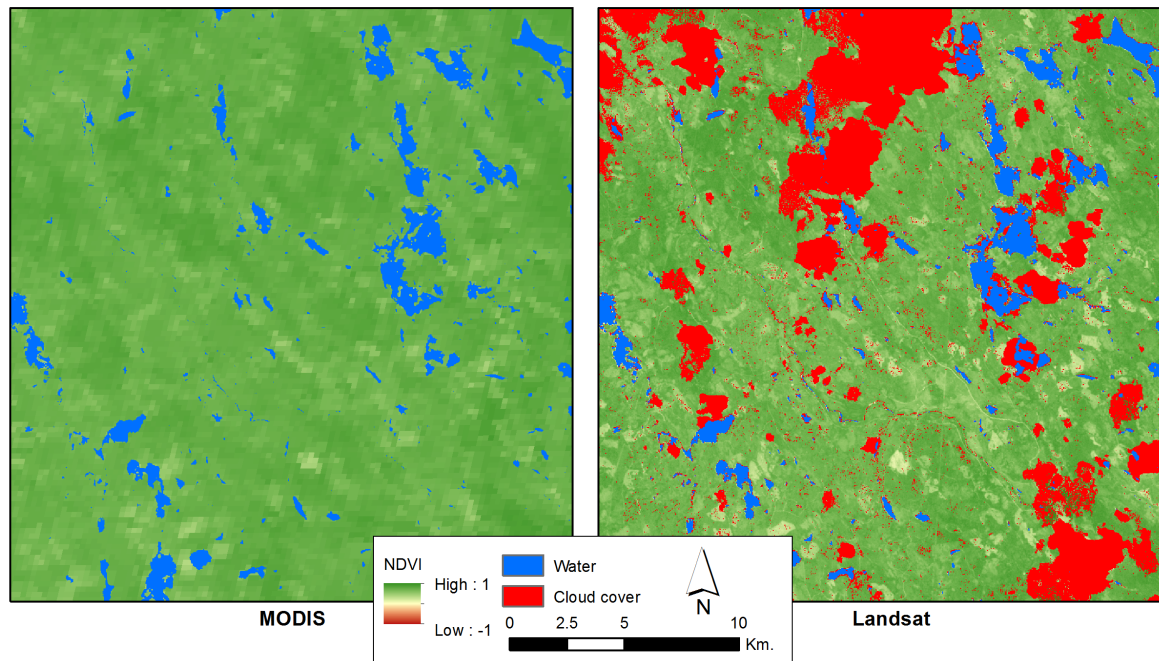 NDVI
High : 1
Low : -1
Water
Cloud cover
N
0 2.5 5 10
Km.
MODIS
Landsat